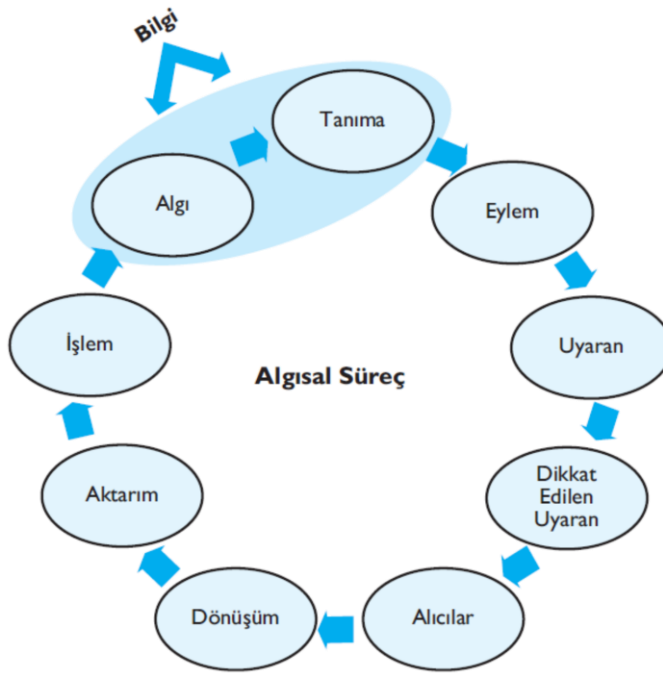 Bilgi
Tanıma
Algı
Eylem
İşlem
Uyaran
Algısal Süreç
Dikkat
Edilen
Uyaran
Aktarım
Dönüşüm
Alıcılar